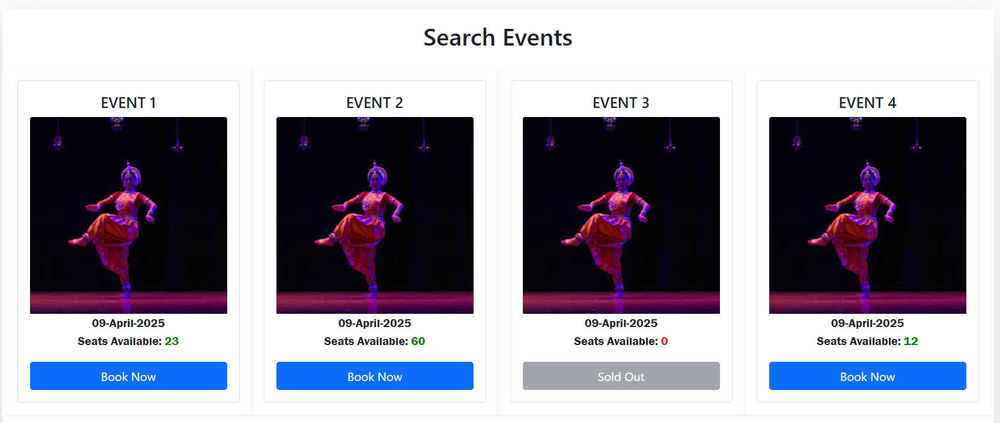 Search Events
EVENT 1
09-April-2025
Seats Available: 23
Book Now
EVENT 2
09-April-2025
Seats Available: 60
Book Now
EVENT 3
09-April-2025
Seats Available: 0
Sold Out
EVENT 4
09-April-2025
Seats Available: 12
Book Now